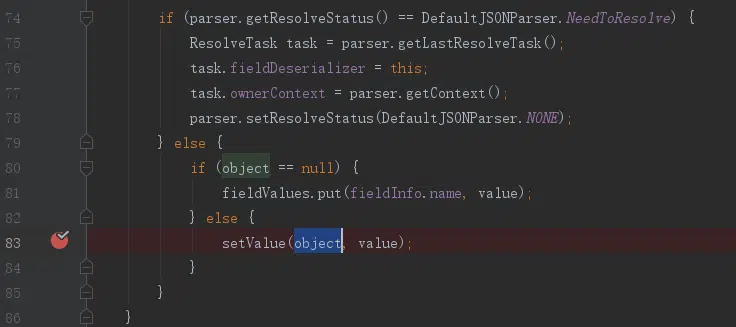 74 if (parser.getResolveStatus() == DefaultJSONParser.NeedToResolve) {
75 ResolveTask task = parser.getLastResolveTask();
76 task.fieldDeserializer = this;
77 task.ownerContext = parser.getContext();
78 parser.setResolveStatus(DefaultJSONParser.NONE);
79 } else {
80 if (object == null) {
81 fieldValues.put(fieldInfo.name, value);
82 } else {
83 setValue(object, value);
84 }
85 }
86 }